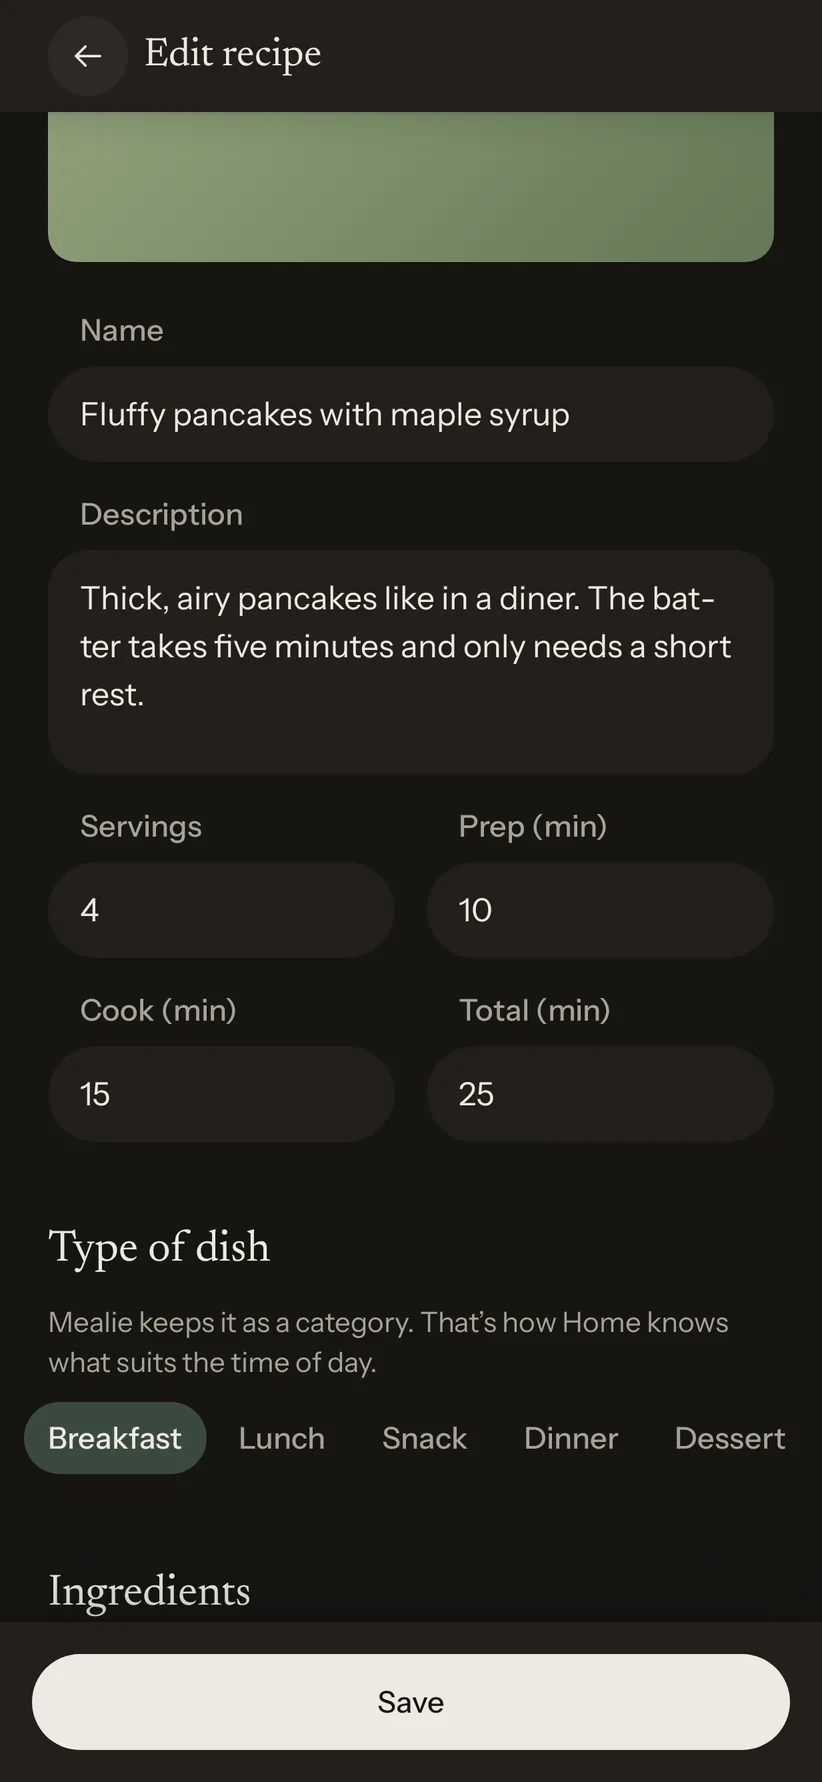 Edit recipe
Name
Fluffy pancakes with maple syrup
Description
Thick, airy pancakes like in a diner. The bat-
ter takes five minutes and only needs a short
rest.
Servings
Prep (min)
4
10
Cook (min)
Total (min)
15
25
Type of dish
Mealie keeps it as a category. That’s how Home knows
what suits the time of day.
Breakfast Lunch Snack Dinner Dessert
Ingredients
Save